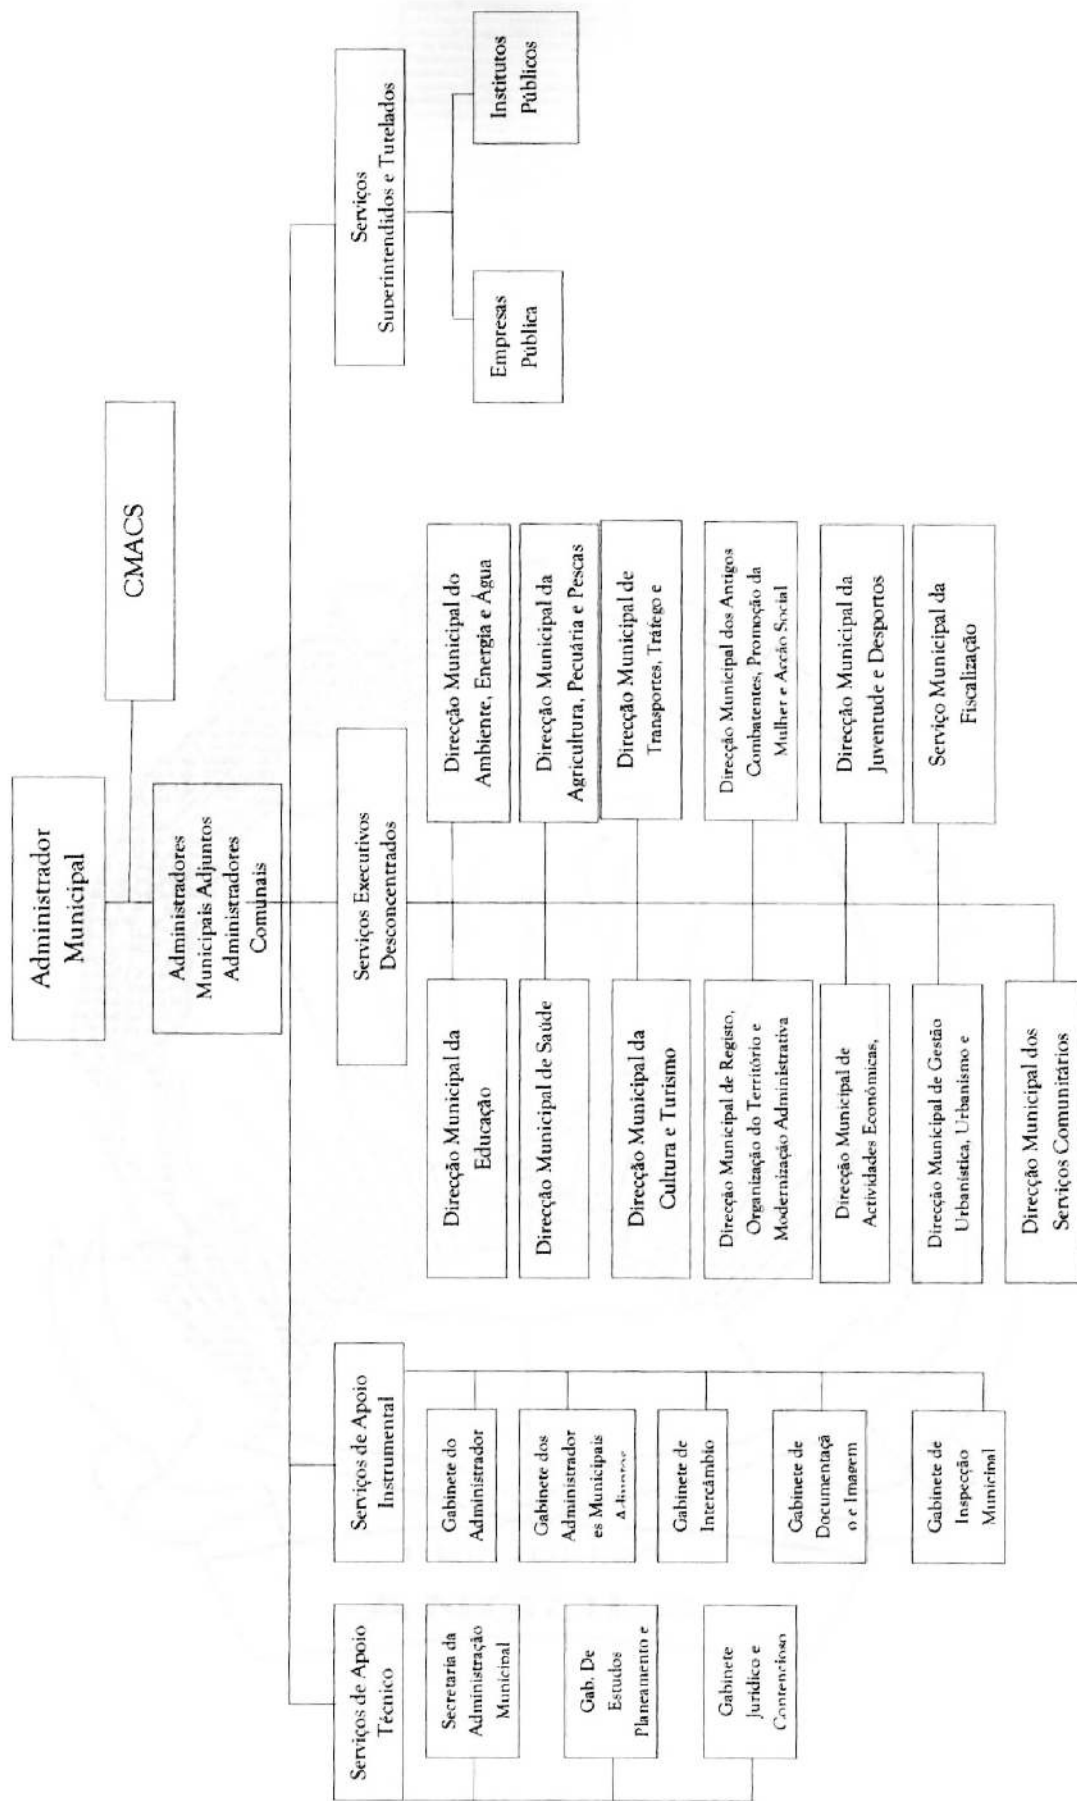 Administrador
Municipal
CMACS
Administradores
Municipais Adjuntos
Administradores
Comunais
Serviços de Apoio
Técnico
Serviços de Apoio
Instrumental
Serviços Executivos
Desconcentrados
Serviços
Superintendidos e Tutelados
Secretaria da
Administração
Municipal
Gab. De
Estudos
Planeamento e
Gabinete
Jurídico e
Contencioso
Gabinete do
Administrador
Gabinete dos
Administrador
es Municipais
Gabinete de
Intercâmbio
Gabinete de
Documentaçã
o e Imagem
Gabinete de
Inspecção
Municipal
Direcção Municipal da
Educação
Direcção Municipal de Saúde
Direcção Municipal da
Cultura e Turismo
Direcção Municipal de Registo,
Organização do Território e
Modernização Administrativa
Direcção Municipal de
Actividades Económicas,
Direcção Municipal de Gestão
Urbanística, Urbanismo e
Direcção Municipal dos
Serviços Comunitários
Direcção Municipal do
Ambiente, Energia e Água
Direcção Municipal da
Agricultura, Pecuária e Pescas
Direcção Municipal de
Transportes, Tráfego e
Direcção Municipal dos Antigos
Combatentes, Promoção da
Mulher e Acção Social
Direcção Municipal da
Juventude e Desportos
Serviço Municipal da
Fiscalização
Empresas
Pública
Institutos
Públicos